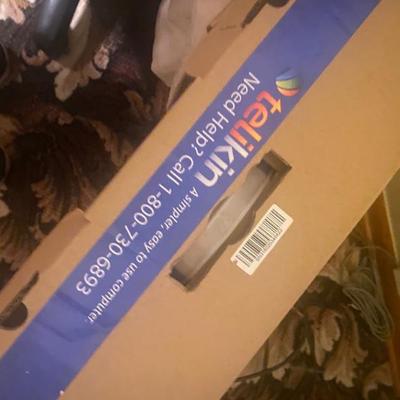 telikin A simpler, easy to use computer.
Need Help? Call 1-800-730-6893